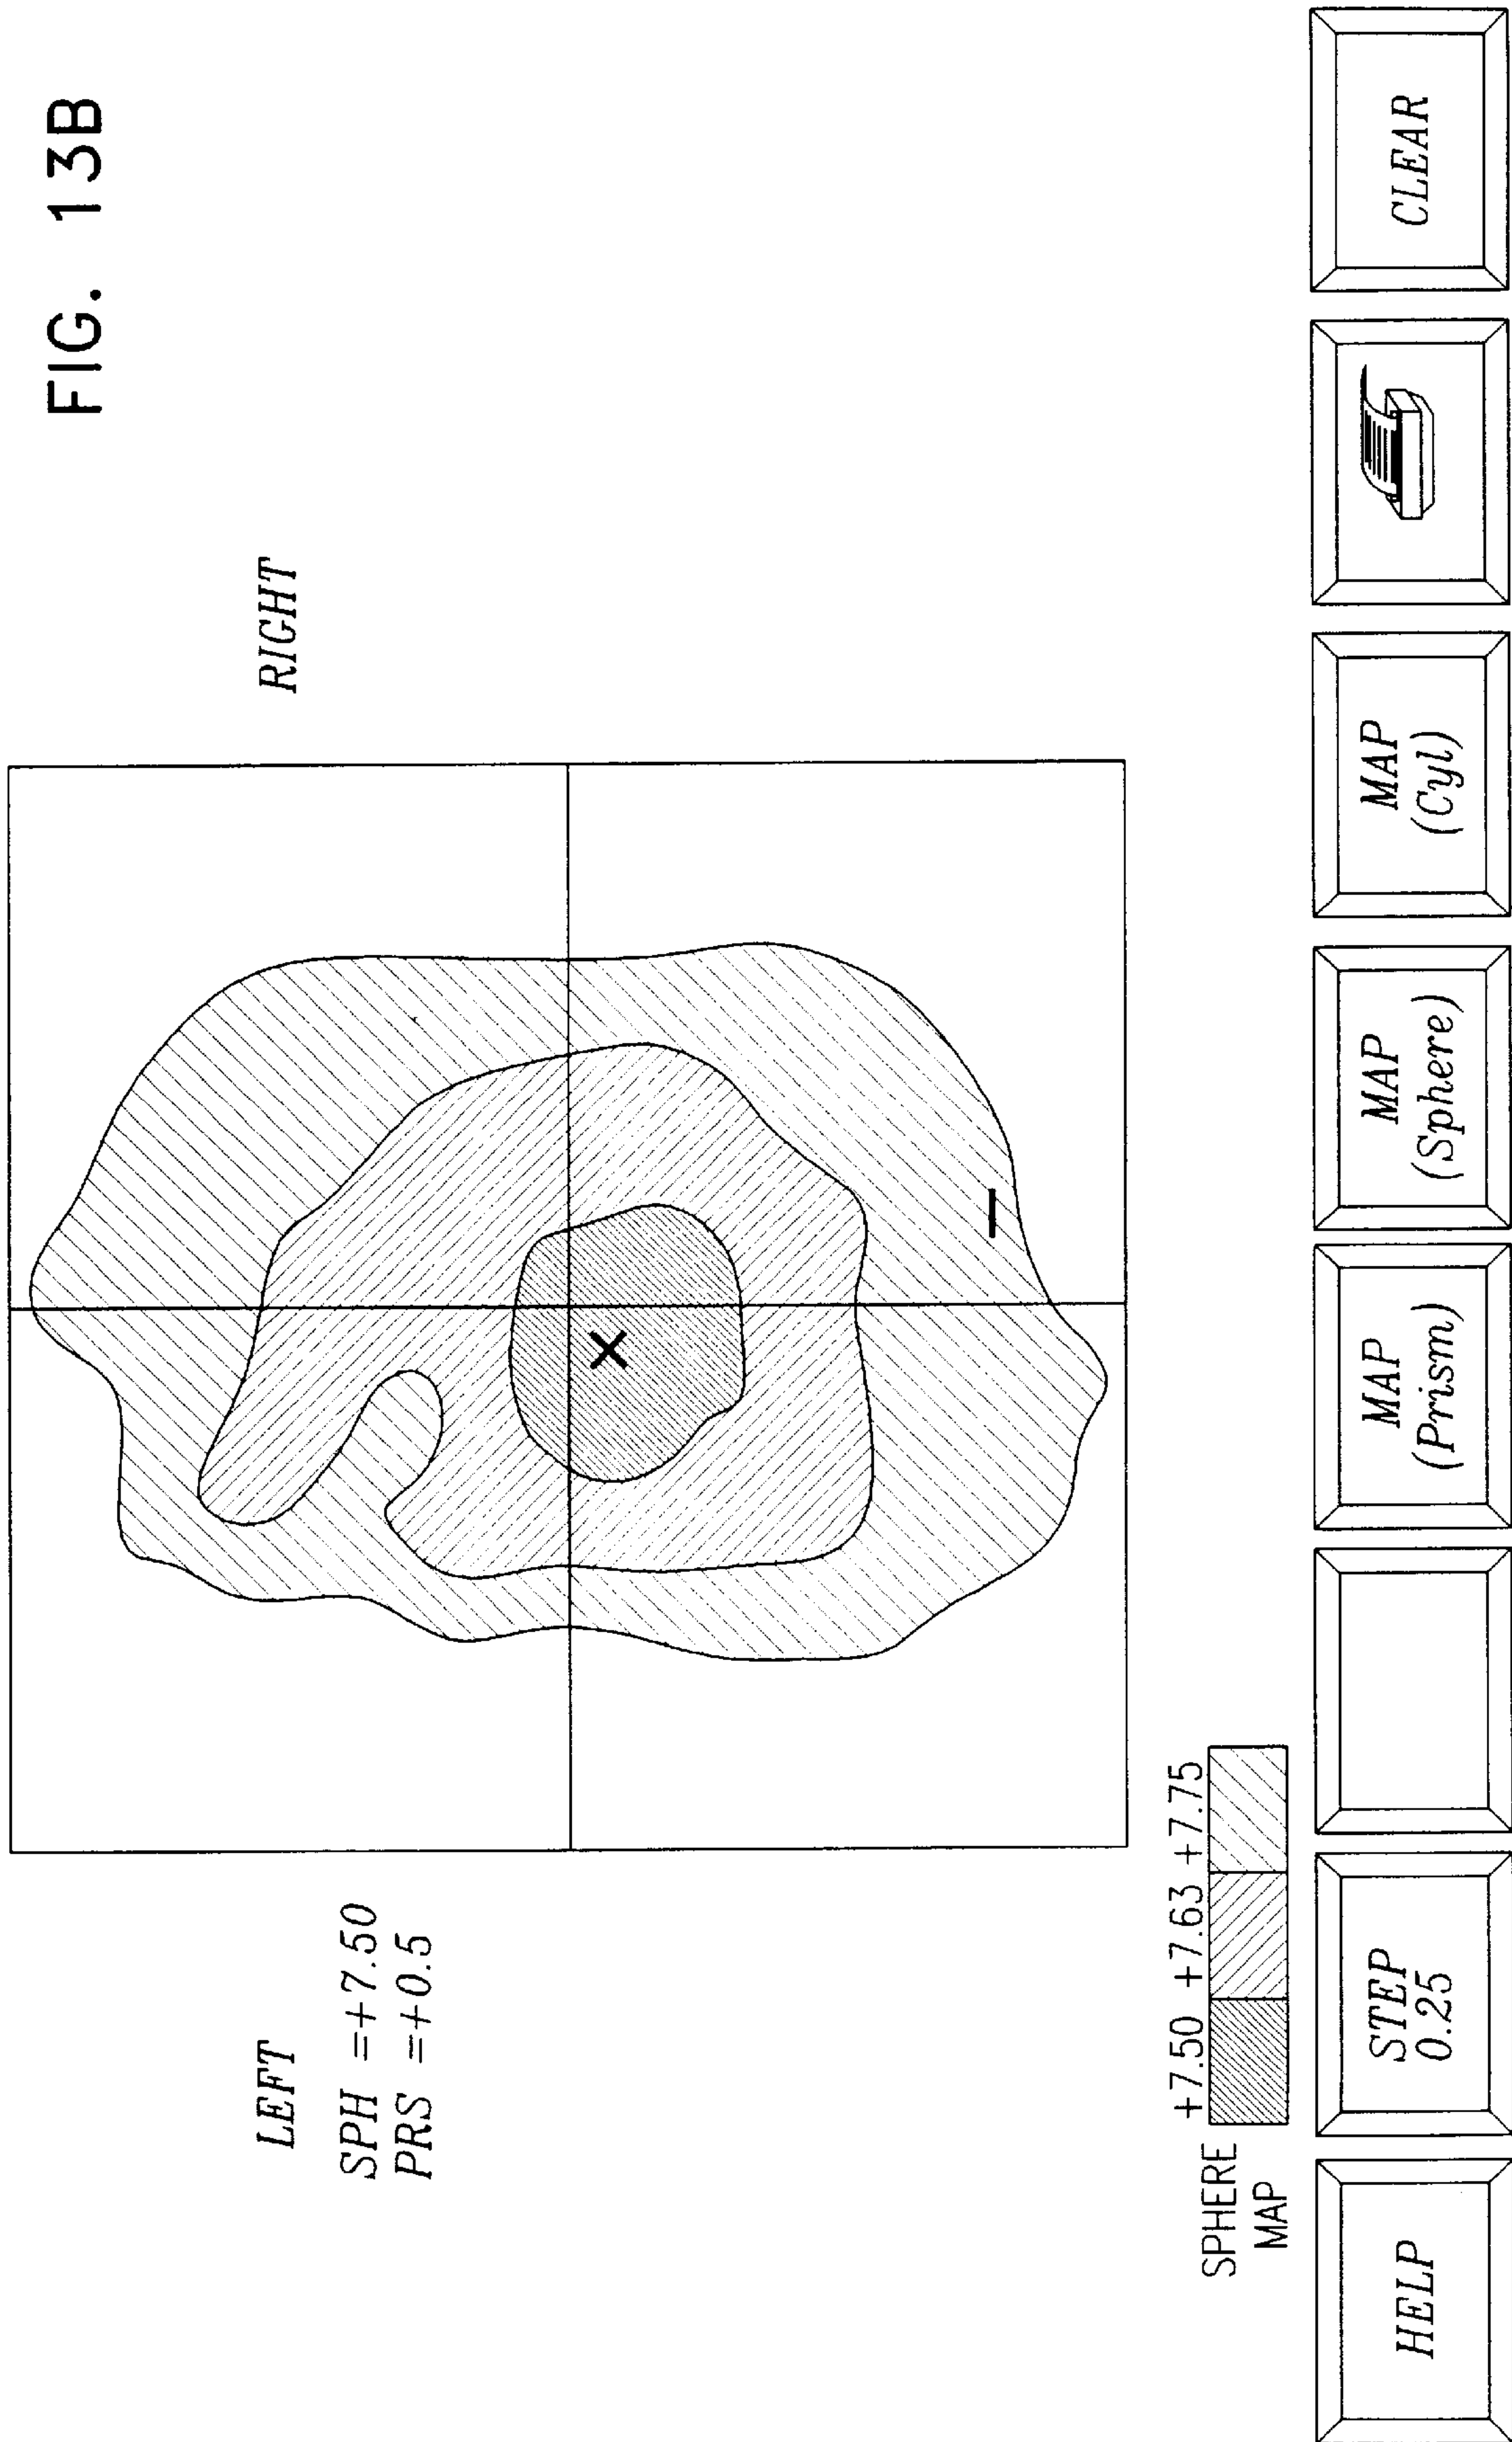 FIG. 13B
LEFT
SPH =+7.50
PRS =+0.5
RIGHT
SPHERE
MAP
+7.50 +7.63 +7.75
HELP
STEP
0.25
MAP
(Prism)
MAP
(Sphere)
MAP
(Cyl)
CLEAR